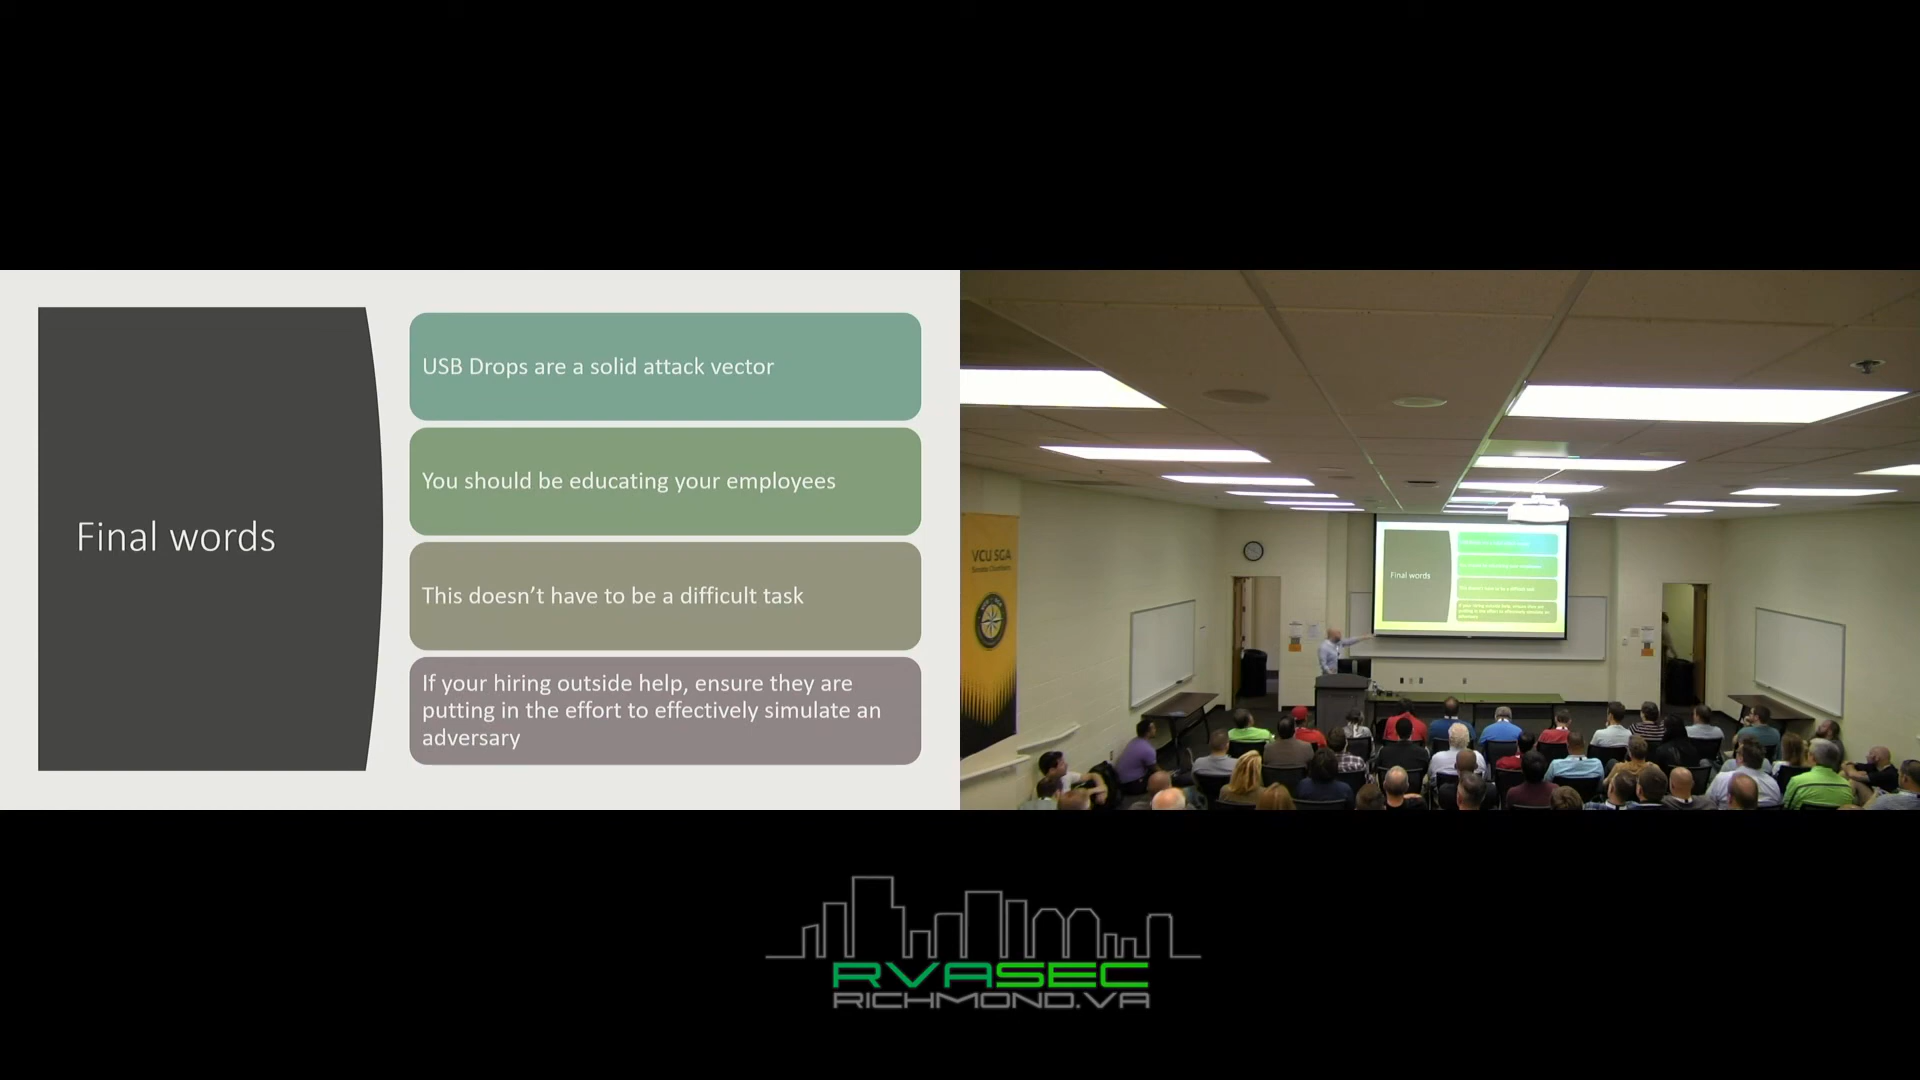 Final words
USB Drops are a solid attack vector
You should be educating your employees
This doesn't have to be a difficult task
If your hiring outside help, ensure they are
putting in the effort to effectively simulate an
adversary
VCU SGA
Final words
RVASEC
RICHMOND.VA